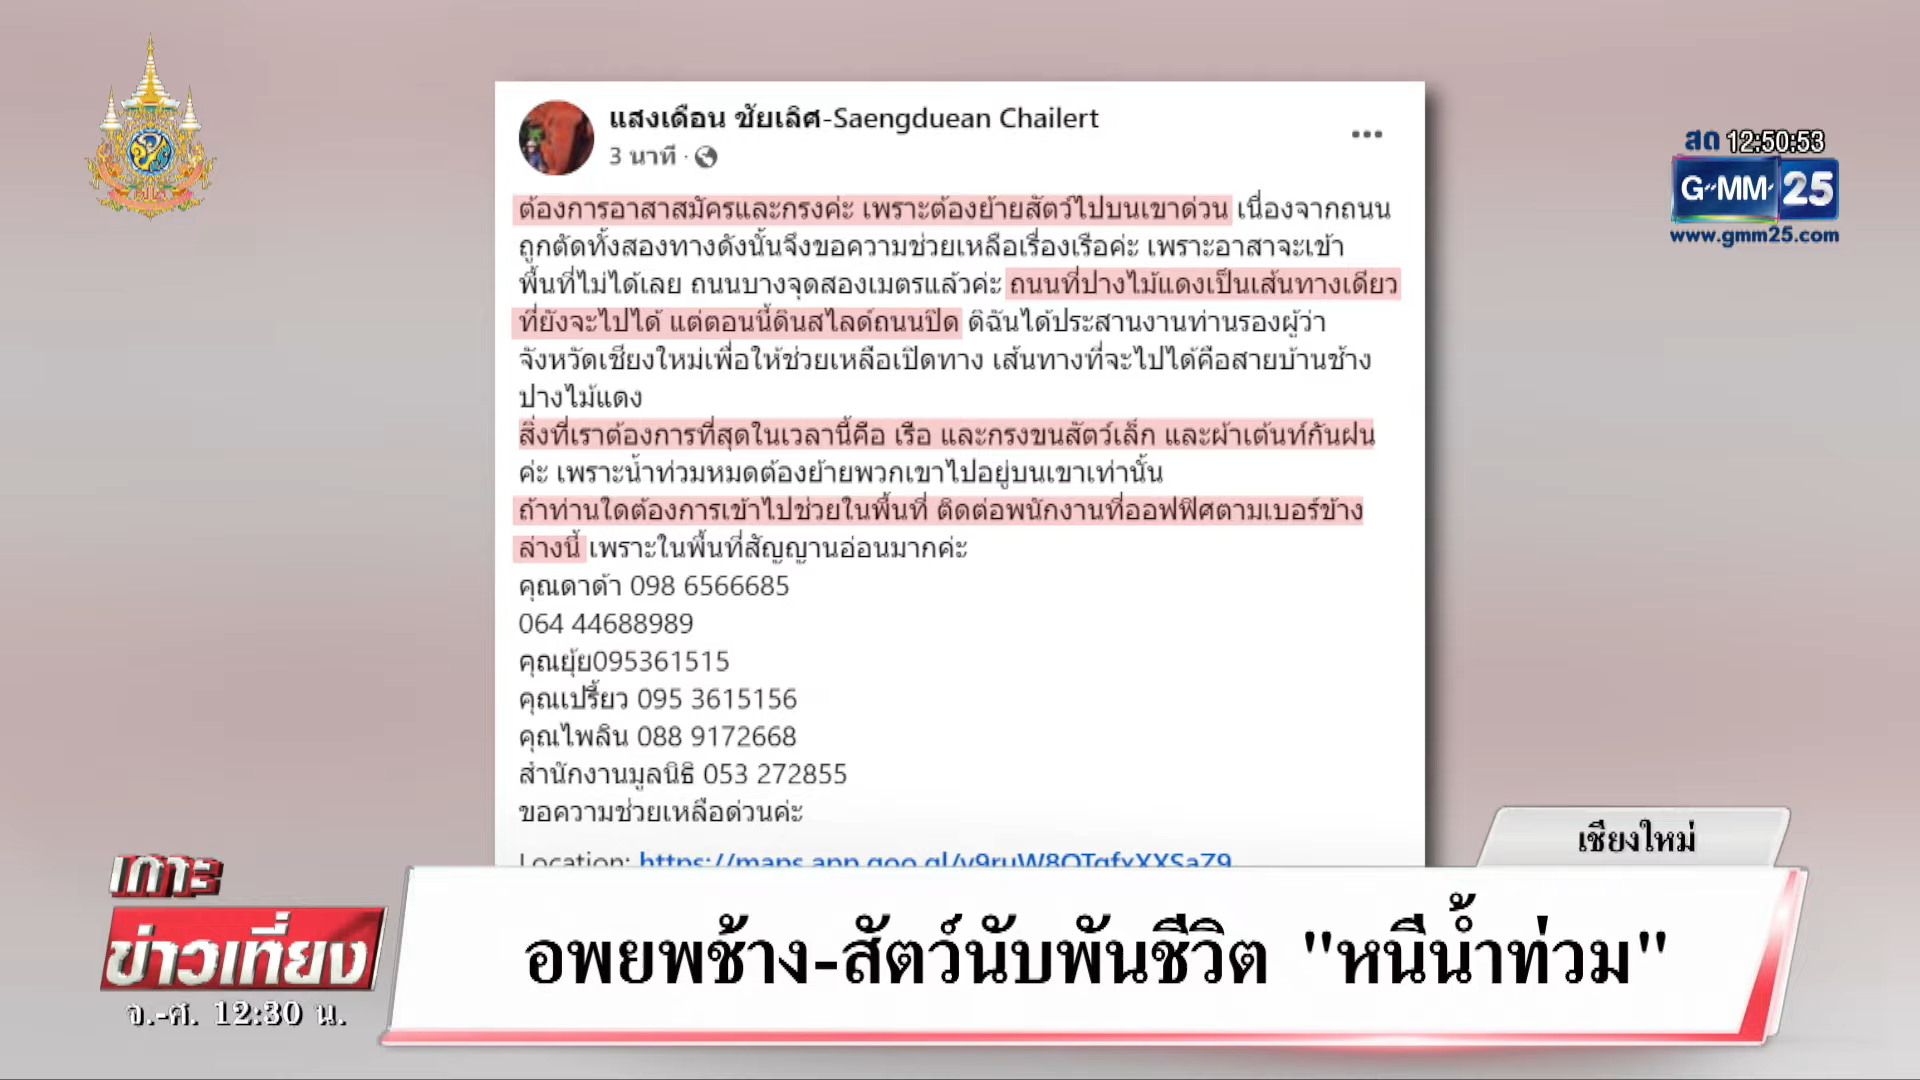 แสงเดือน ชัยเลิศ-Saengduean Chailert
3 นาที ·
สด 12:50:53
GMM 25
www.gmm25.com
ต้องการอาสาสมัครและกรงค่ะ เพราะต้องย้ายสัตว์ไปบนเขาด่วน เนื่องจากถนน
ถูกตัดทั้งสองทางดังนั้นจึงขอความช่วยเหลือเรื่องเรือค่ะ เพราะอาสาจะเข้า
พื้นที่ไม่ได้เลย ถนนบางจุดสองเมตรแล้วค่ะ ถนนที่ปางไม้แดงเป็นเส้นทางเดียว
ที่ยังจะไปได้ แต่ตอนนี้ดินสไลด์ถนนปิด ดิฉันได้ประสานงานท่านรองผู้ว่า
จังหวัดเชียงใหม่เพื่อให้ช่วยเหลือเปิดทาง เส้นทางที่จะไปได้คือสายบ้านช้าง
ปางไม้แดง
สิ่งที่เราต้องการที่สุดในเวลานี้คือ เรือ และกรงขนสัตว์เล็ก และผ้าเต้นท์กันฝน
ค่ะ เพราะน้ำท่วมหมดต้องย้ายพวกเขาไปอยู่บนเขาเท่านั้น
ถ้าท่านใดต้องการเข้าไปช่วยในพื้นที่ ติดต่อพนักงานที่ออฟฟิศตามเบอร์ข้าง
ล่างนี้ เพราะในพื้นที่สัญญานอ่อนมากค่ะ
คุณดาด้า 098 6566685
064 44688989
คุณยุ้ย095361515
คุณเปรี้ยว 095 3615156
คุณไพลิน 088 9172668
สำนักงานมูลนิธิ 053 272855
ขอความช่วยเหลือด่วนค่ะ
Location: https://maps.app.goo.gl/y9ruW8QTgfxXXSaZ9
เชียงใหม่
เกาะ
ข่าวเที่ยง
จ.-ศ. 12:30 น.
อพยพช้าง-สัตว์นับพันชีวิต "หนีน้ำท่วม"